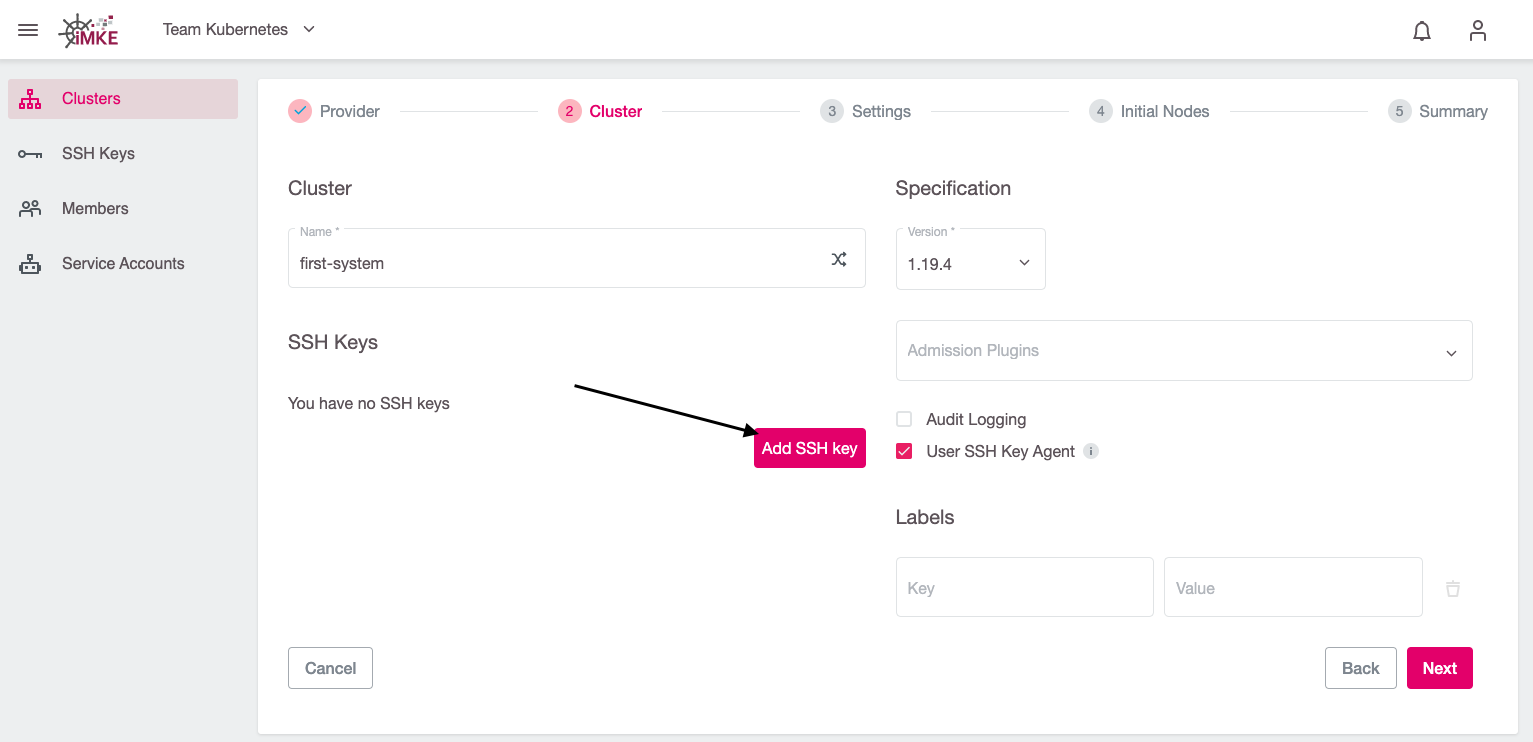 iMKE
Team Kubernetes
Clusters
SSH Keys
Members
Service Accounts
Provider
2 Cluster
3 Settings
4 Initial Nodes
5 Summary
Cluster
Name *
first-system
SSH Keys
You have no SSH keys
Add SSH key
Specification
Version *
1.19.4
Admission Plugins
Audit Logging
User SSH Key Agent i
Labels
Key
Value
Cancel
Back
Next